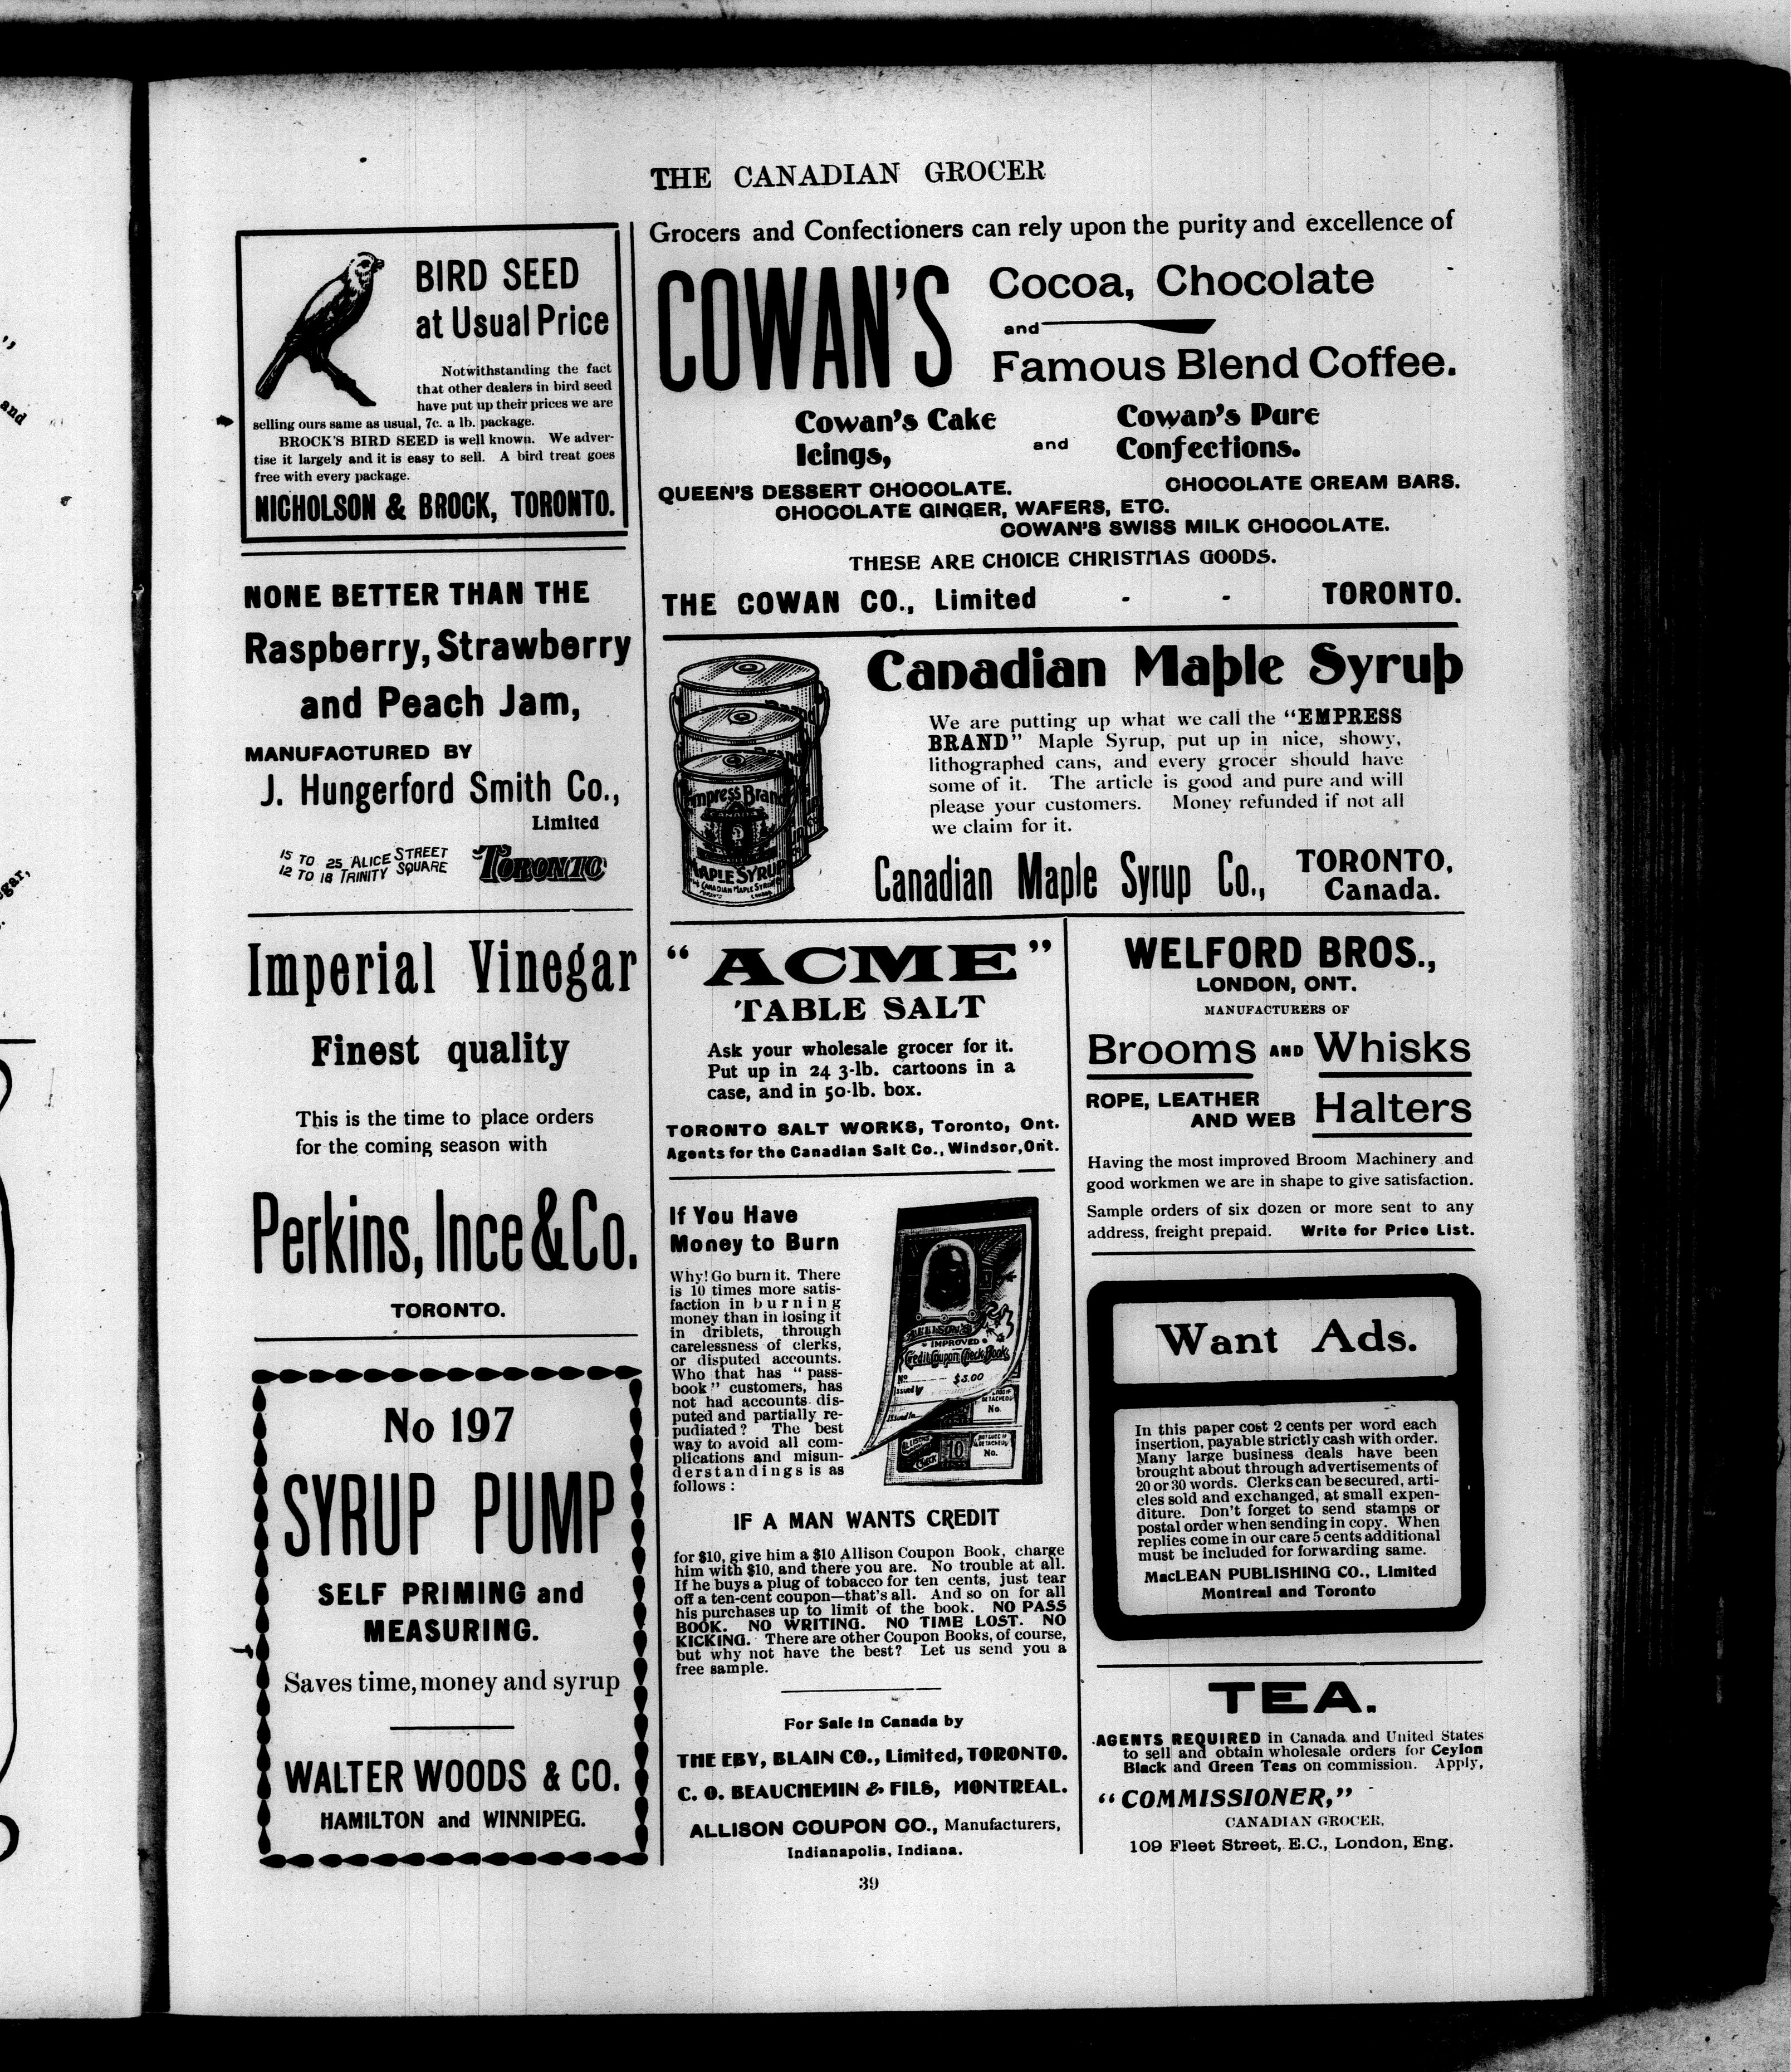 THE CANADIAN GROCER
BIRD SEED
at Usual Price
Notwithstanding the fact
that other dealers in bird seed
have put up their prices we are
selling ours same as usual, 7c. a lb. package.
BROCK'S BIRD SEED is well known. We adver-
tise it largely and it is easy to sell. A bird treat goes
free with every package.
NICHOLSON & BROCK, TORONTO.
NONE BETTER THAN THE
Raspberry, Strawberry
and Peach Jam,
MANUFACTURED BY
J. Hungerford Smith Co.,
Limited
15 TO 25 ALICE STREET
12 TO 18 TRINITY SQUARE
TORONTO
Imperial Vinegar
Finest quality
This is the time to place orders
for the coming season with
Perkins, Ince & Co.
TORONTO.
No 197
SYRUP PUMP
SELF PRIMING and
MEASURING.
Saves time, money and syrup
WALTER WOODS & CO.
HAMILTON and WINNIPEG.
Grocers and Confectioners can rely upon the purity and excellence of
COWAN'S
Cocoa, Chocolate
and
Famous Blend Coffee.
Cowan's Cake
Icings,
and
Cowan's Pure
Confections.
QUEEN'S DESSERT CHOCOLATE.
CHOCOLATE CREAM BARS.
CHOCOLATE GINGER, WAFERS, ETC.
COWAN'S SWISS MILK CHOCOLATE.
THESE ARE CHOICE CHRISTMAS GOODS.
THE COWAN CO., Limited - - TORONTO.
Canadian Maple Syrup
We are putting up what we call the "EMPRESS
BRAND" Maple Syrup, put up in nice, showy,
lithographed cans, and every grocer should have
some of it. The article is good and pure and will
please your customers. Money refunded if not all
we claim for it.
Empress Brand
MAPLE SYRUP
Canadian Maple Syrup Co.,
TORONTO,
Canada.
"ACME"
TABLE SALT
Ask your wholesale grocer for it.
Put up in 24 3-lb. cartoons in a
case, and in 50-lb. box.
TORONTO SALT WORKS, Toronto, Ont.
Agents for the Canadian Salt Co., Windsor, Ont.
If You Have
Money to Burn
Why! Go burn it. There
is 10 times more satis-
faction in burning
money than in losing it
in driblets, through
carelessness of clerks,
or disputed accounts.
Who that has "pass-
book" customers, has
not had accounts dis-
puted and partially re-
pudiated? The best
way to avoid all com-
plications and misun-
derstandings is as
follows:
ALLISON'S
IMPROVED
Credit Coupon Check Book
No. $5.00
Issued by
Issued to
No.
10
No.
IF A MAN WANTS CREDIT
for $10, give him a $10 Allison Coupon Book, charge
him with $10, and there you are. No trouble at all.
If he buys a plug of tobacco for ten cents, just tear
off a ten-cent coupon—that's all. And so on for all
his purchases up to limit of the book. NO PASS
BOOK. NO WRITING. NO TIME LOST. NO
KICKING. There are other Coupon Books, of course,
but why not have the best? Let us send you a
free sample.
For Sale in Canada by
THE EBY, BLAIN CO., Limited, TORONTO.
C. O. BEAUCHEMIN & FILS, MONTREAL.
ALLISON COUPON CO., Manufacturers,
Indianapolis, Indiana.
WELFORD BROS.,
LONDON, ONT.
MANUFACTURERS OF
Brooms AND Whisks
ROPE, LEATHER
AND WEB
Halters
Having the most improved Broom Machinery and
good workmen we are in shape to give satisfaction.
Sample orders of six dozen or more sent to any
address, freight prepaid. Write for Price List.
Want Ads.
In this paper cost 2 cents per word each
insertion, payable strictly cash with order.
Many large business deals have been
brought about through advertisements of
20 or 30 words. Clerks can be secured, arti-
cles sold and exchanged, at small expen-
diture. Don't forget to send stamps or
postal order when sending in copy. When
replies come in our care 5 cents additional
must be included for forwarding same.
MacLEAN PUBLISHING CO., Limited
Montreal and Toronto
TEA.
AGENTS REQUIRED in Canada and United States
to sell and obtain wholesale orders for Ceylon
Black and Green Teas on commission. Apply,
"COMMISSIONER,"
CANADIAN GROCER,
109 Fleet Street, E.C., London, Eng.
39